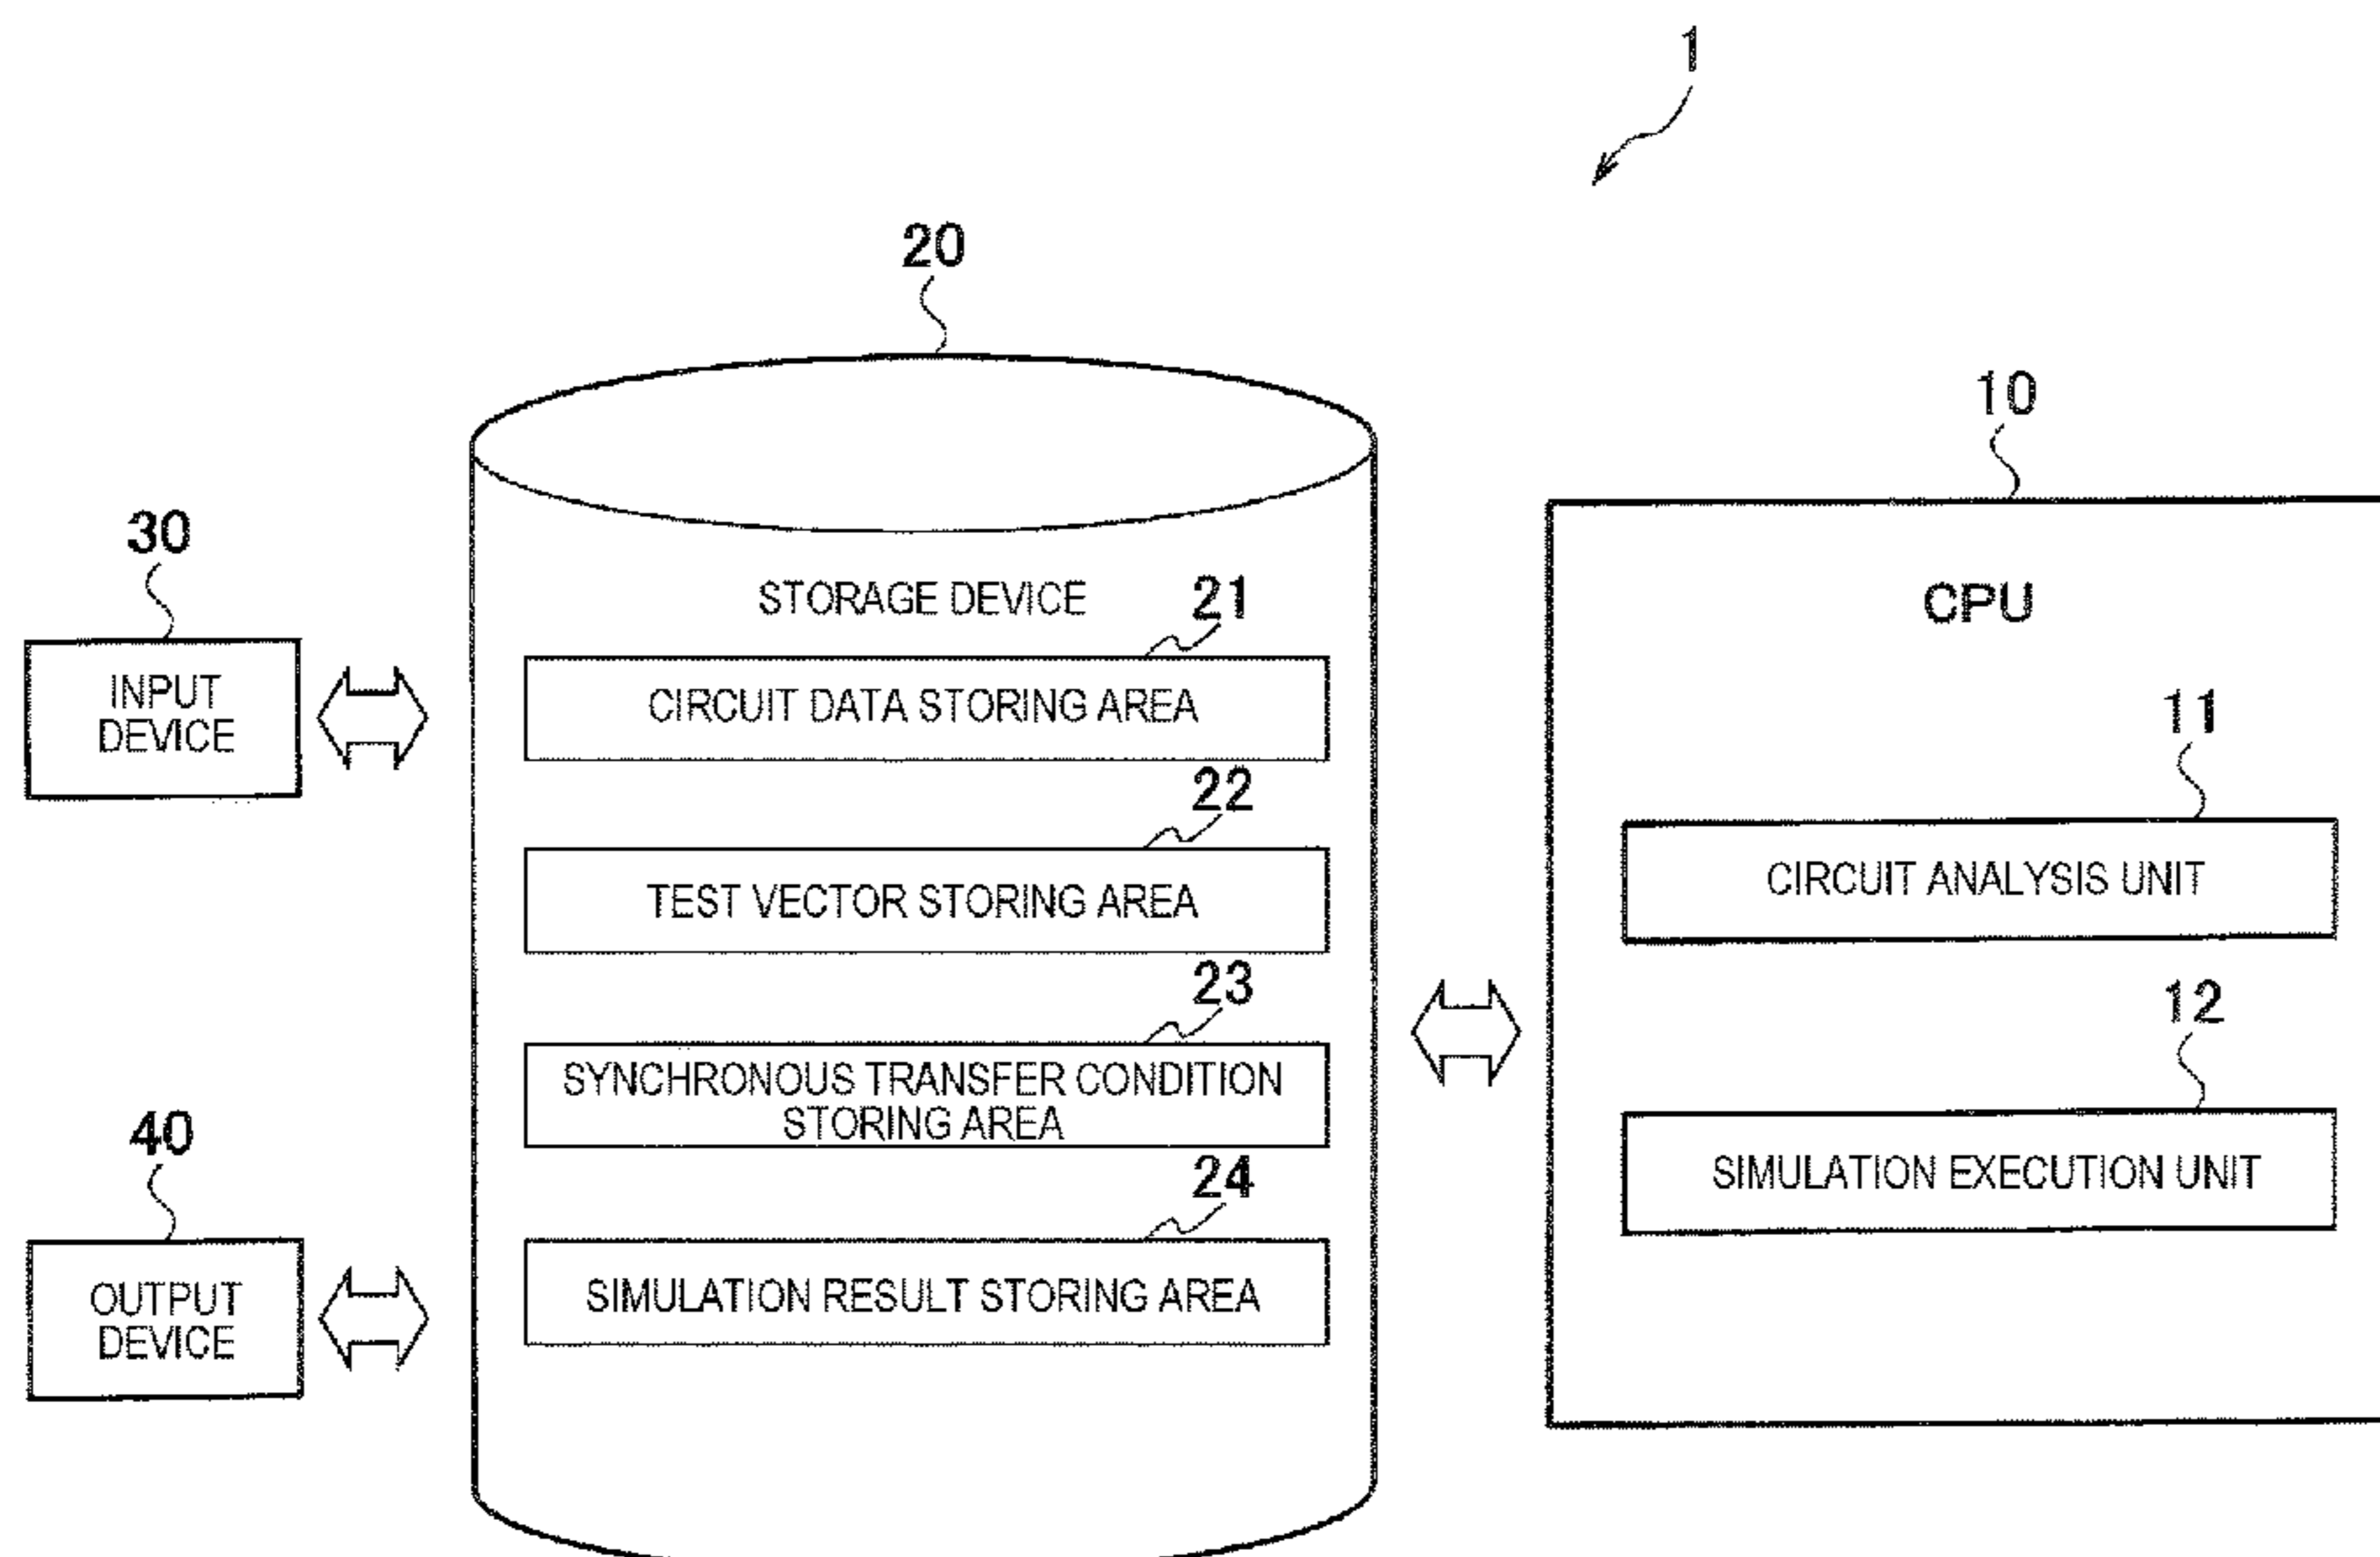 1
20
10
30
STORAGE DEVICE
21
CPU
INPUT
DEVICE
CIRCUIT DATA STORING AREA
11
22
TEST VECTOR STORING AREA
CIRCUIT ANALYSIS UNIT
23
12
SYNCHRONOUS TRANSFER CONDITION
STORING AREA
40
24
SIMULATION EXECUTION UNIT
OUTPUT
DEVICE
SIMULATION RESULT STORING AREA